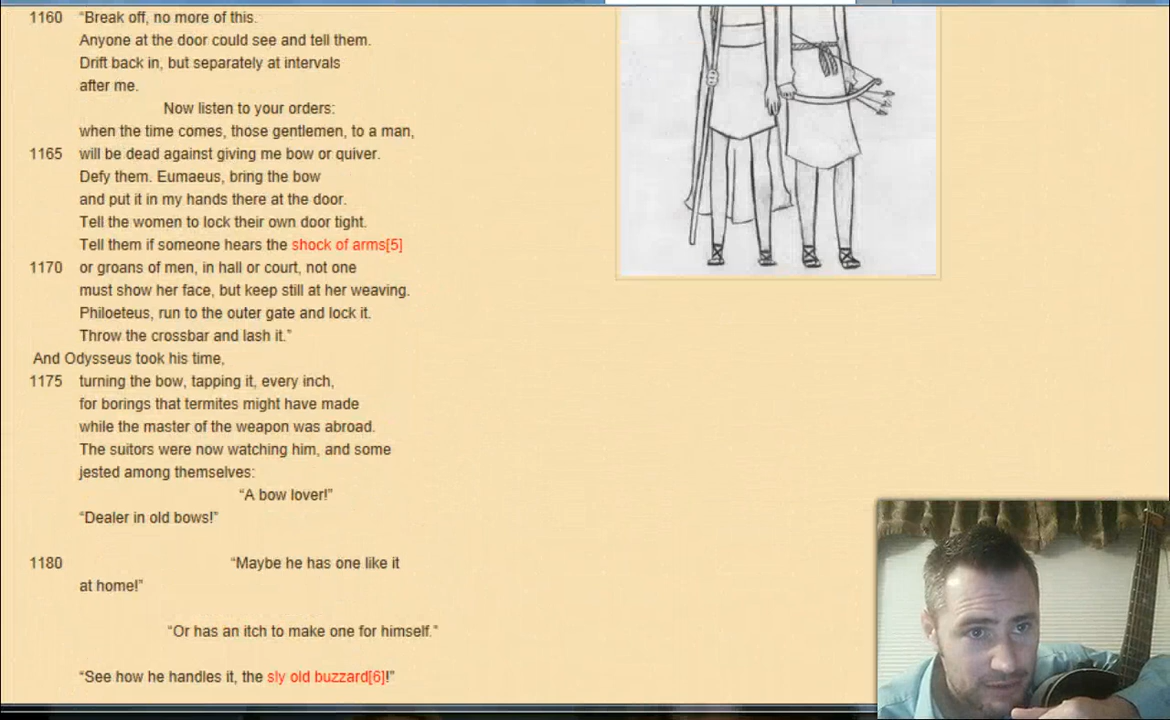 1160 “Break off, no more of this.
Anyone at the door could see and tell them.
Drift back in, but separately at intervals
after me.
Now listen to your orders:
when the time comes, those gentlemen, to a man,
1165 will be dead against giving me bow or quiver.
Defy them. Eumaeus, bring the bow
and put it in my hands there at the door.
Tell the women to lock their own door tight.
Tell them if someone hears the shock of arms[5]
1170 or groans of men, in hall or court, not one
must show her face, but keep still at her weaving.
Philoeteus, run to the outer gate and lock it.
Throw the crossbar and lash it.”
And Odysseus took his time,
1175 turning the bow, tapping it, every inch,
for borings that termites might have made
while the master of the weapon was abroad.
The suitors were now watching him, and some
jested among themselves:
“A bow lover!”
“Dealer in old bows!”
1180 “Maybe he has one like it
at home!”
“Or has an itch to make one for himself.”
“See how he handles it, the sly old buzzard[6]!”